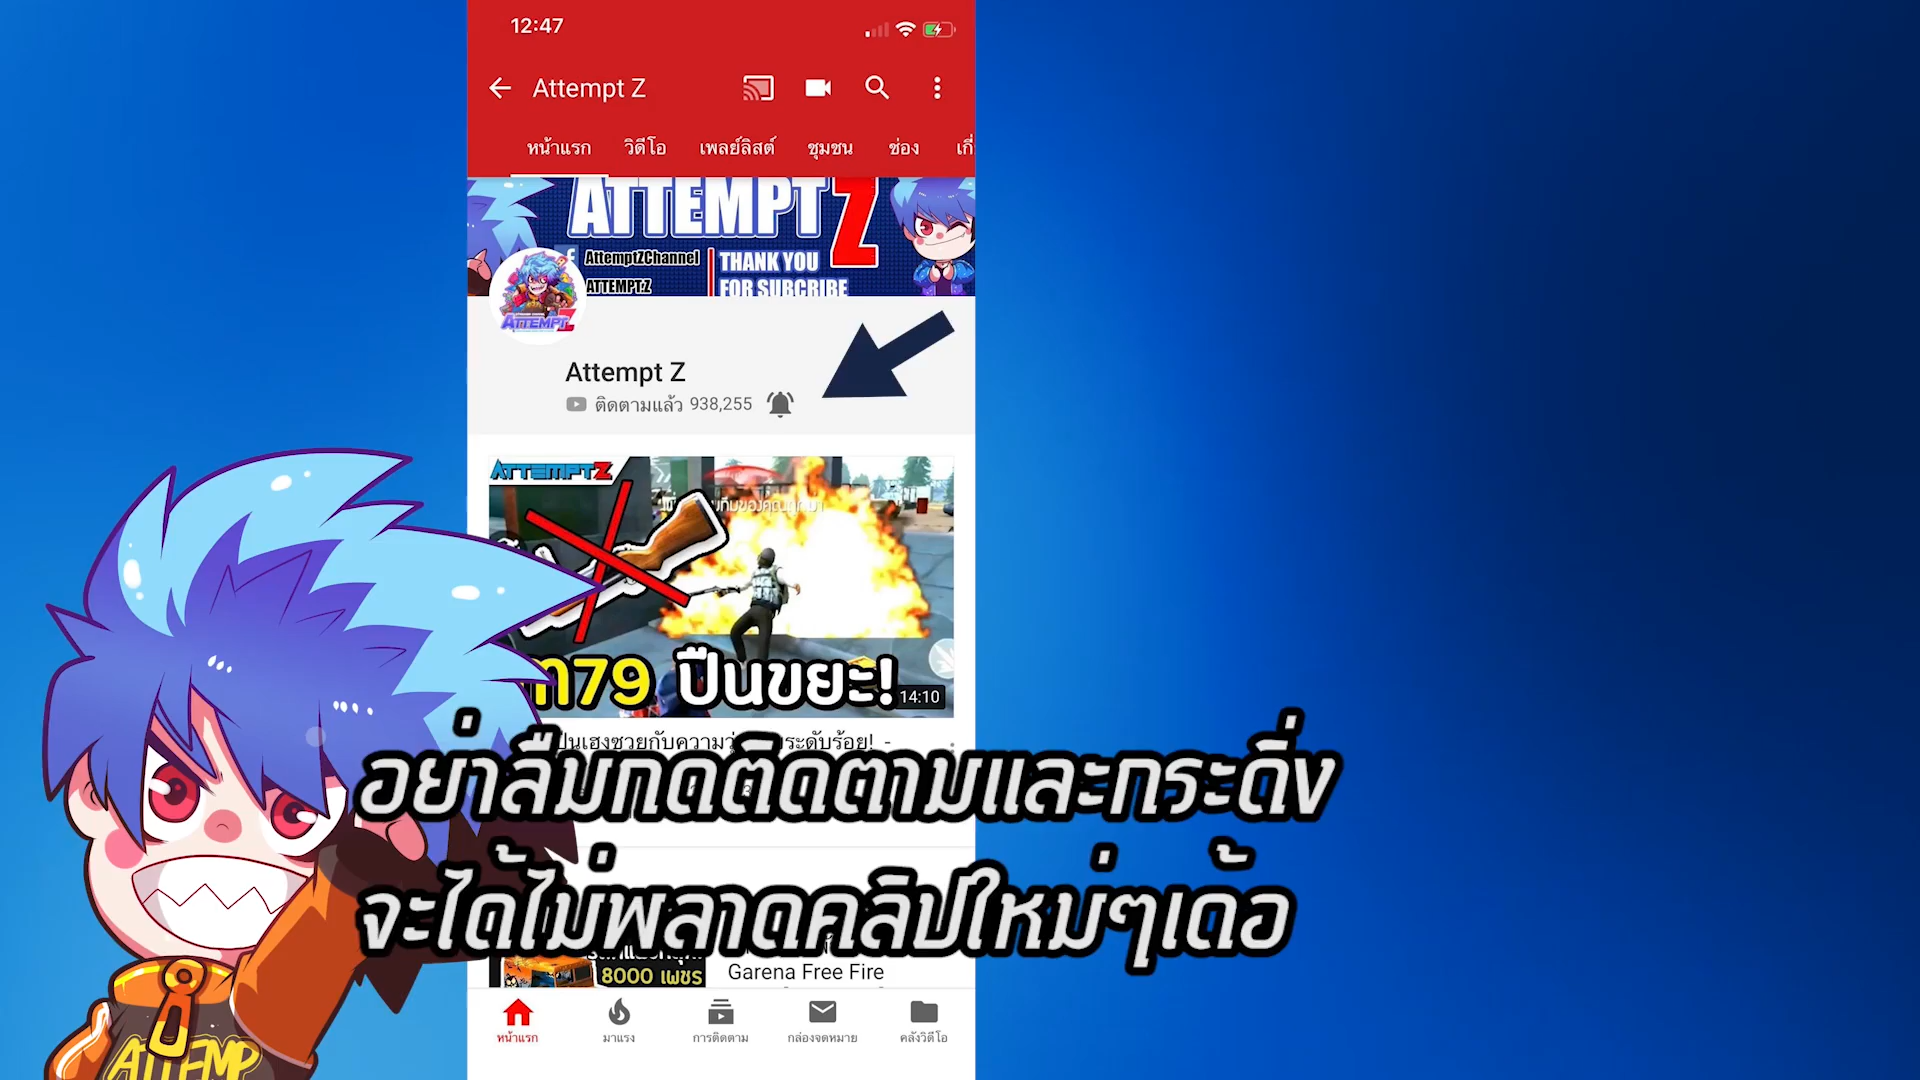 12:47
Attempt Z
หน้าแรก วิดีโอ เพลย์ลิสต์ ชุมชน ช่อง เกี่
ATTEMPT Z
AttemptZChannel
ATTEMPT:Z
THANK YOU
FOR SUBCRIBE
ATTEMPTZ
Attempt Z
ติดตามแล้ว 938,255
ATTEMPTZ
ปืนขยะ!
14:10
อย่าลืมกดติดตามและกระดิ่ง
จะได้ไม่พลาดคลิปใหม่ๆเด้อ
8000 เพชร
Garena Free Fire
หน้าแรก มาแรง การติดตาม กล่องจดหมาย คลังวิดีโอ